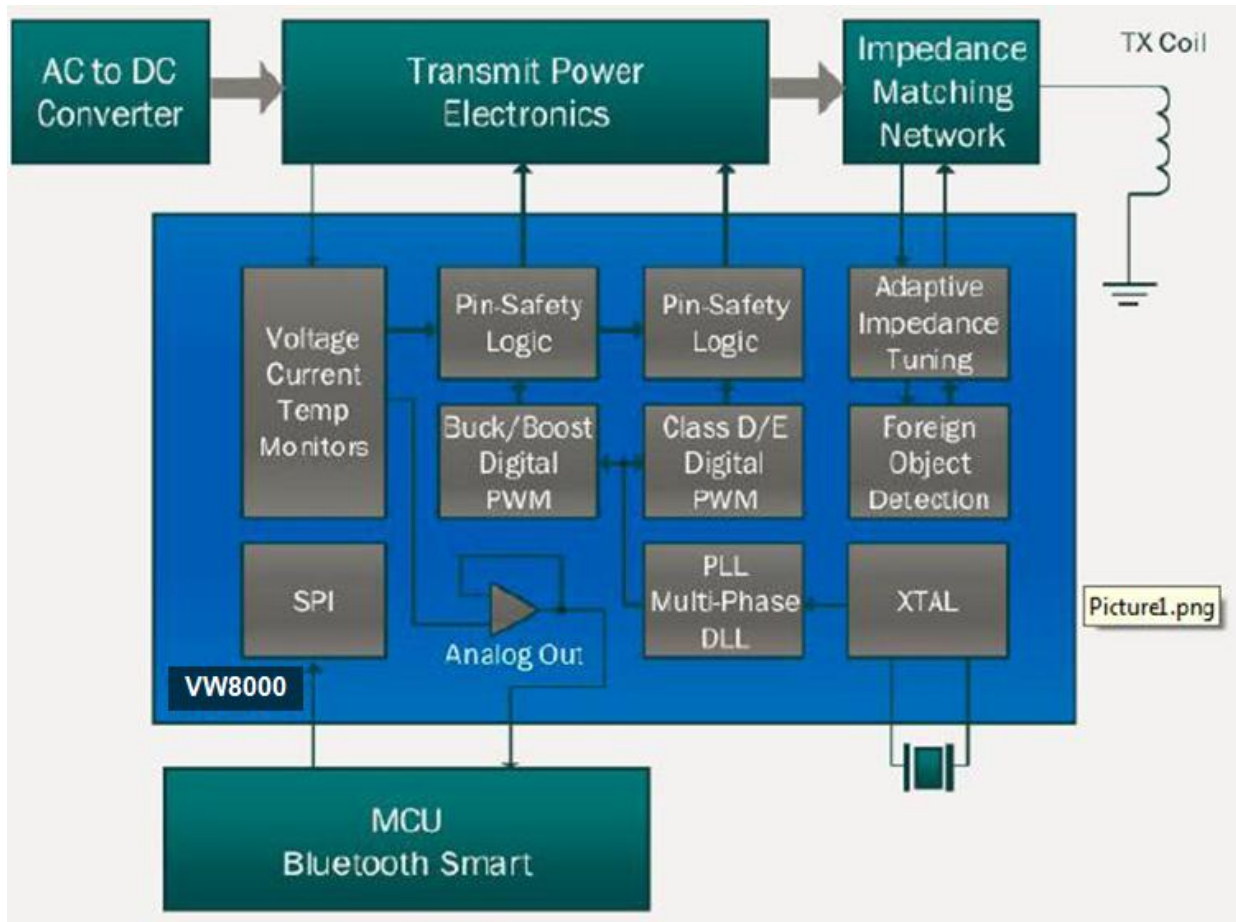 AC to DC
Converter
Transmit Power
Electronics
Impedance
Matching
Network
TX Coil
Voltage
Current
Temp
Monitors
Pin-Safety
Logic
Pin-Safety
Logic
Adaptive
Impedance
Tuning
Buck/Boost
Digital
PWM
Class D/E
Digital
PWM
Foreign
Object
Detection
SPI
Analog Out
PLL
Multi-Phase
DLL
XTAL
Picture1.png
VW8000
MCU
Bluetooth Smart